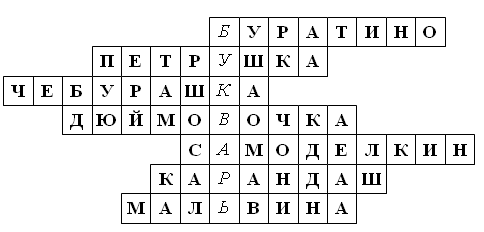 БУРАТИНО
ПЕТРУШКА
ЧЕБУРАШКА
ДЮЙМОВОЧКА
САМОДЕЛКИН
КАРАНДАШ
МАЛЬВИНА